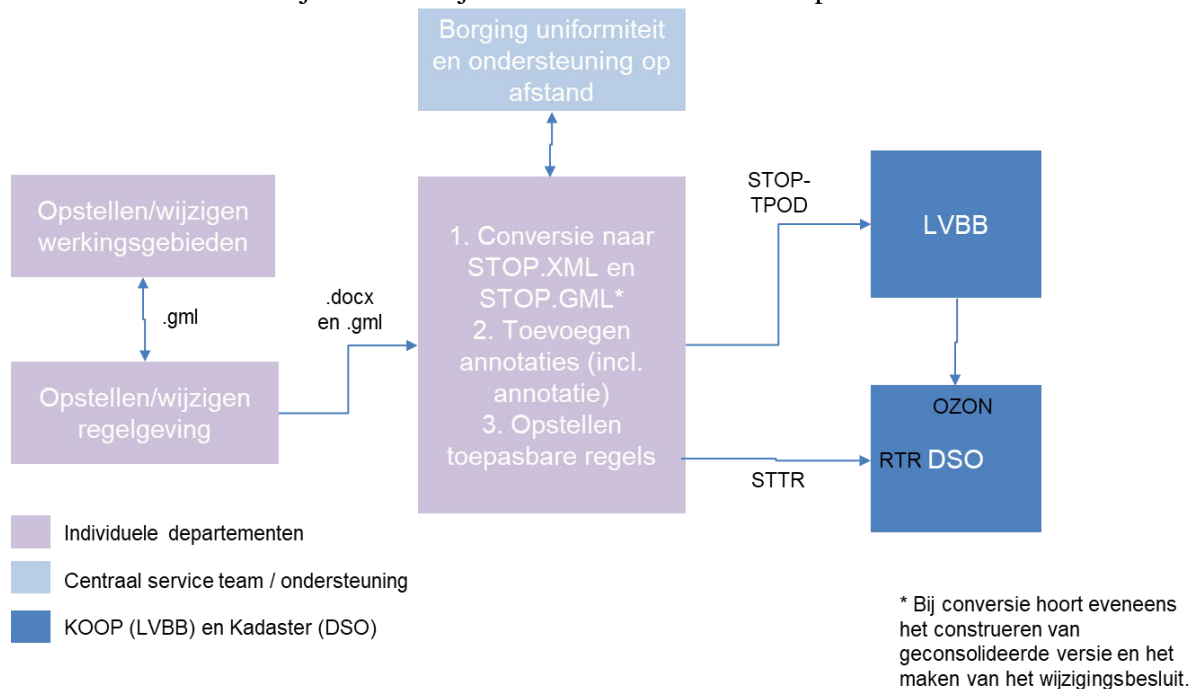 Borging uniformiteit
en ondersteuning op
afstand
Opstellen/wijzigen
werkingsgebieden
.gml
Opstellen/wijzigen
regelgeving
.docx
en .gml
1. Conversie naar
STOP.XML en
STOP.GML*
2. Toevoegen
annotaties (incl.
annotatie)
3. Opstellen
toepasbare regels
STOP-
TPOD
LVBB
OZON
RTR DSO
STTR
Individuele departementen
Centraal service team / ondersteuning
KOOP (LVBB) en Kadaster (DSO)
* Bij conversie hoort eveneens
het construeren van
geconsolideerde versie en het
maken van het wijzigingsbesluit.